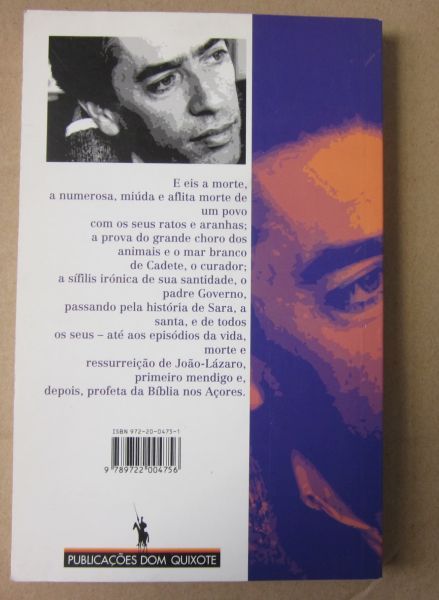 E eis a morte,
a numerosa, miúda e aflita morte de
um povo
com os seus ratos e aranhas;
a prova do grande choro dos
animais e o mar branco
de Cadete, o curador;
a sífilis irónica de sua santidade, o
padre Governo,
passando pela história de Sara, a
santa, e de todos
os seus – até aos episódios da vida,
morte e
ressurreição de João-Lázaro,
primeiro mendigo e,
depois, profeta da Bíblia nos Açores.
ISBN 972-20-0475-1
9 789722 004756
PUBLICAÇÕES DOM QUIXOTE